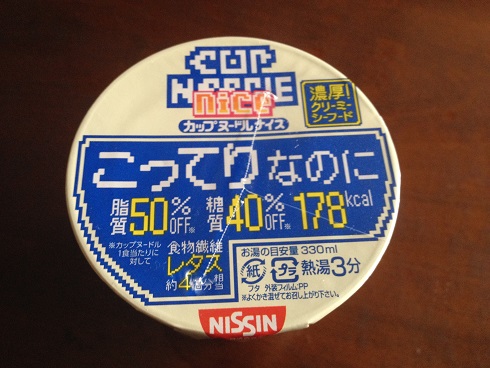 CUP
NOODLE
nice
カップヌードルナイス
濃厚!
クリーミー
シーフード
こってりなのに
脂質50%OFF※
糖質40%OFF※
178kcal
※カップヌードル
1食当たりに
対して
食物繊維
レタス
約4個分相当
お湯の目安量 330ml
紙 プラ 熱湯3分
フタ 外装フィルム:PP
※よくかき混ぜてお召し上がり下さい。
NISSIN